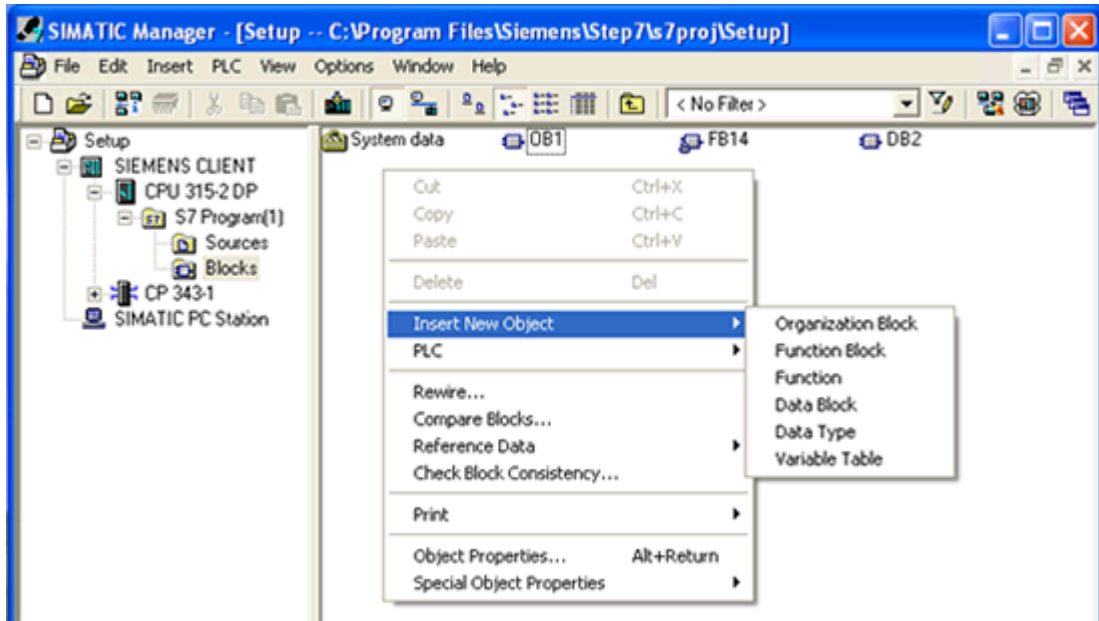 SIMATIC Manager - [Setup -- C:\Program Files\Siemens\Step7\s7proj\Setup]
File Edit Insert PLC View Options Window Help
< No Filter >
Setup
SIEMENS CLIENT
CPU 315-2 DP
S7 Program(1)
Sources
Blocks
CP 343-1
SIMATIC PC Station
System data OB1 FB14 DB2
Cut Ctrl+X
Copy Ctrl+C
Paste Ctrl+V
Delete Del
Insert New Object
PLC
Rewire...
Compare Blocks...
Reference Data
Check Block Consistency...
Print
Object Properties... Alt+Return
Special Object Properties
Organization Block
Function Block
Function
Data Block
Data Type
Variable Table